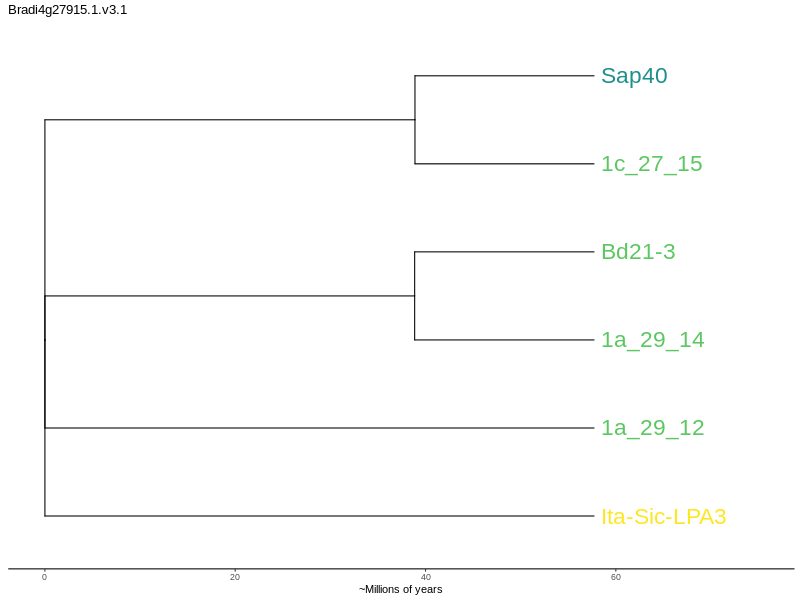 Bradi4g27915.1.v3.1
Sap40
1c_27_15
Bd21-3
1a_29_14
1a_29_12
Ita-Sic-LPA3
0 20 40 60
~Millions of years